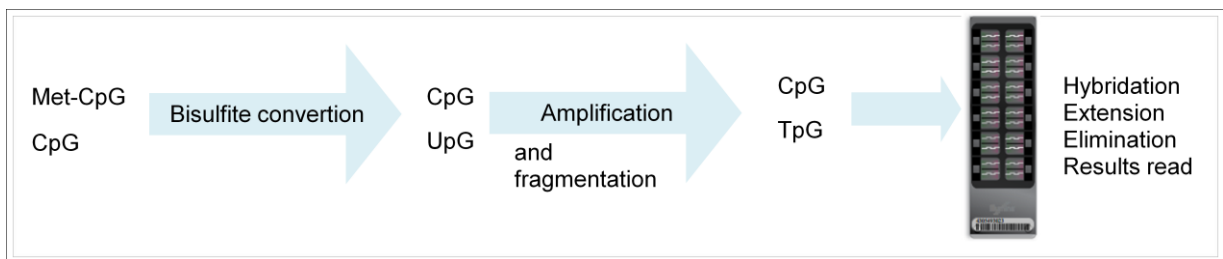 Met-CpG
CpG
Bisulfite convertion
CpG
UpG
Amplification
and
fragmentation
CpG
TpG
Hybridation
Extension
Elimination
Results read